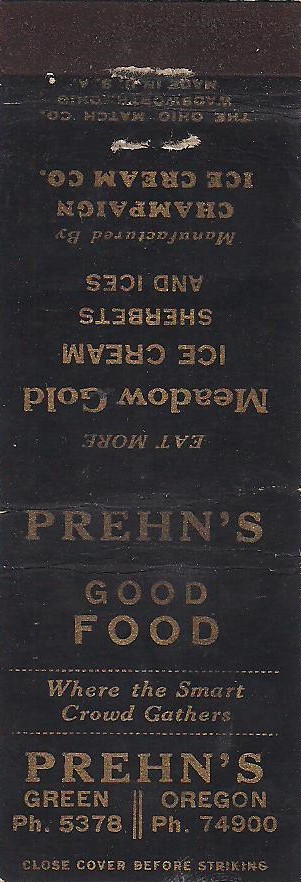 THE OHIO MATCH CO.
WADSWORTH, OHIO
MADE IN U. S. A.
EAT MORE
Meadow Gold
ICE CREAM
SHERBETS
AND ICES
Manufactured By
CHAMPAIGN
ICE CREAM CO.
PREHN'S
GOOD
FOOD
Where the Smart
Crowd Gathers
PREHN'S
GREEN || OREGON
Ph. 5378 || Ph. 74900
CLOSE COVER BEFORE STRIKING